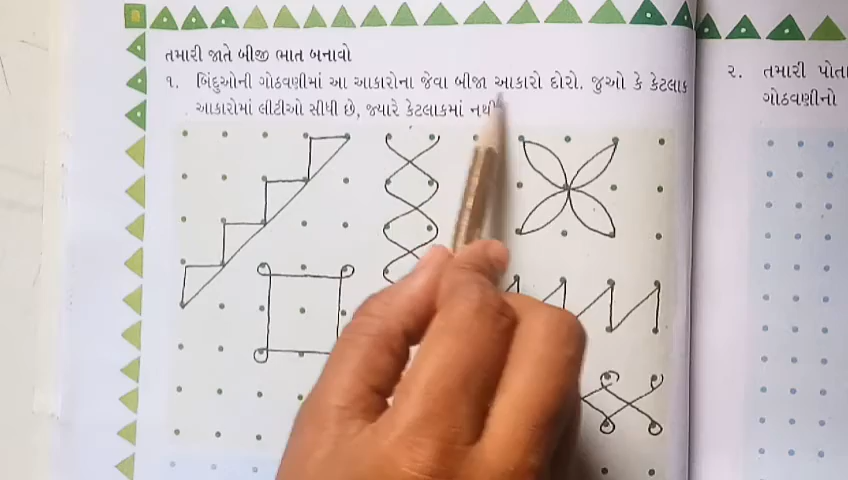 તમારી જાતે બીજી ભાત બનાવો
૧. બિંદુઓની ગોઠવણીમાં આ આકારોના જેવા બીજા આકારો દોરો. જુઓ કે કેટલાક
આકારોમાં લીટીઓ સીધી છે, જ્યારે કેટલાકમાં નથી
૨. તમારી પોતા
ગોઠવણીનો